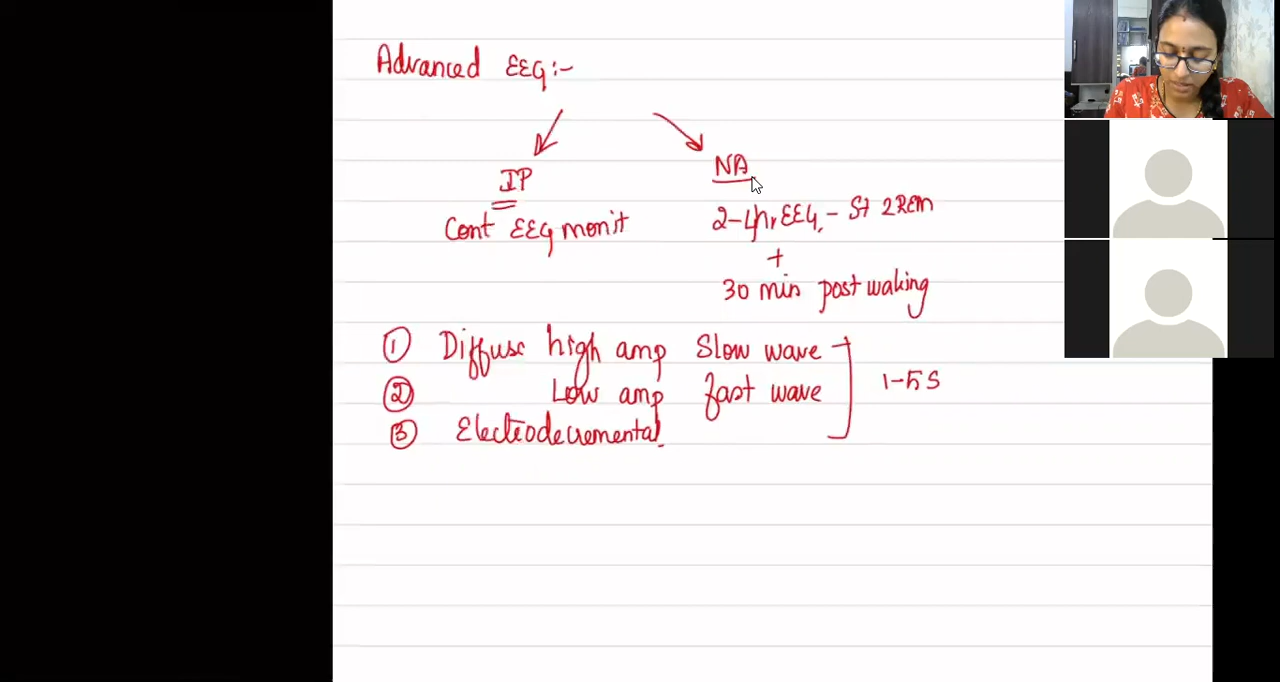 Advanced EEG:-
IP
NA
Cont EEG monit
2-4hr EEG, - St 2 Rem
+
30 min post waking
① Diffuse high amp Slow wave
② Low amp fast wave
③ Electrodecremental
1-5 S